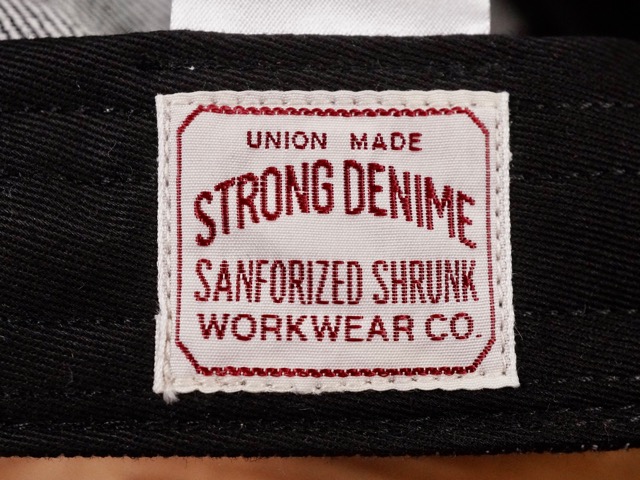 UNION MADE
STRONG DENIME
SANFORIZED SHRUNK
WORKWEAR CO.